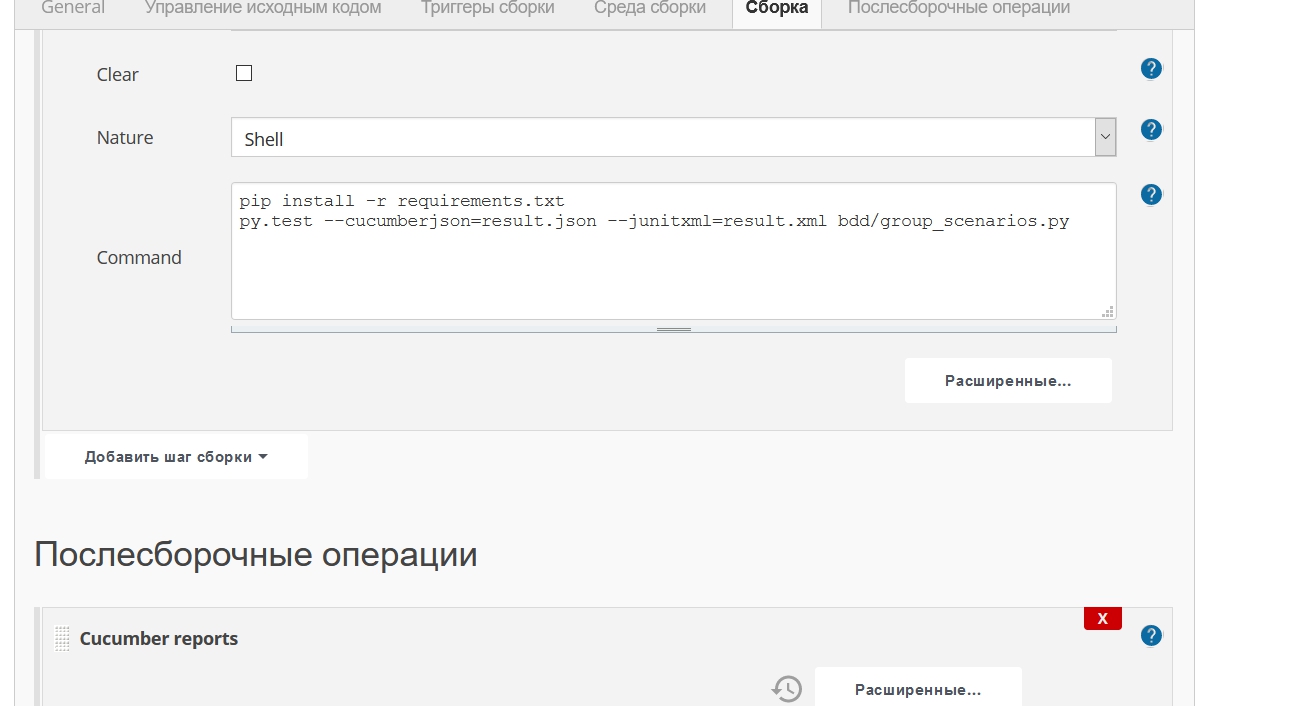 General Управление исходным кодом Триггеры сборки Среда сборки Сборка Послесборочные операции
Clear
?
Nature
Shell
?
Command
pip install -r requirements.txt
py.test --cucumberjson=result.json --junitxml=result.xml bdd/group_scenarios.py
?
Расширенные...
Добавить шаг сборки
Послесборочные операции
Cucumber reports
X
?
Расширенные...